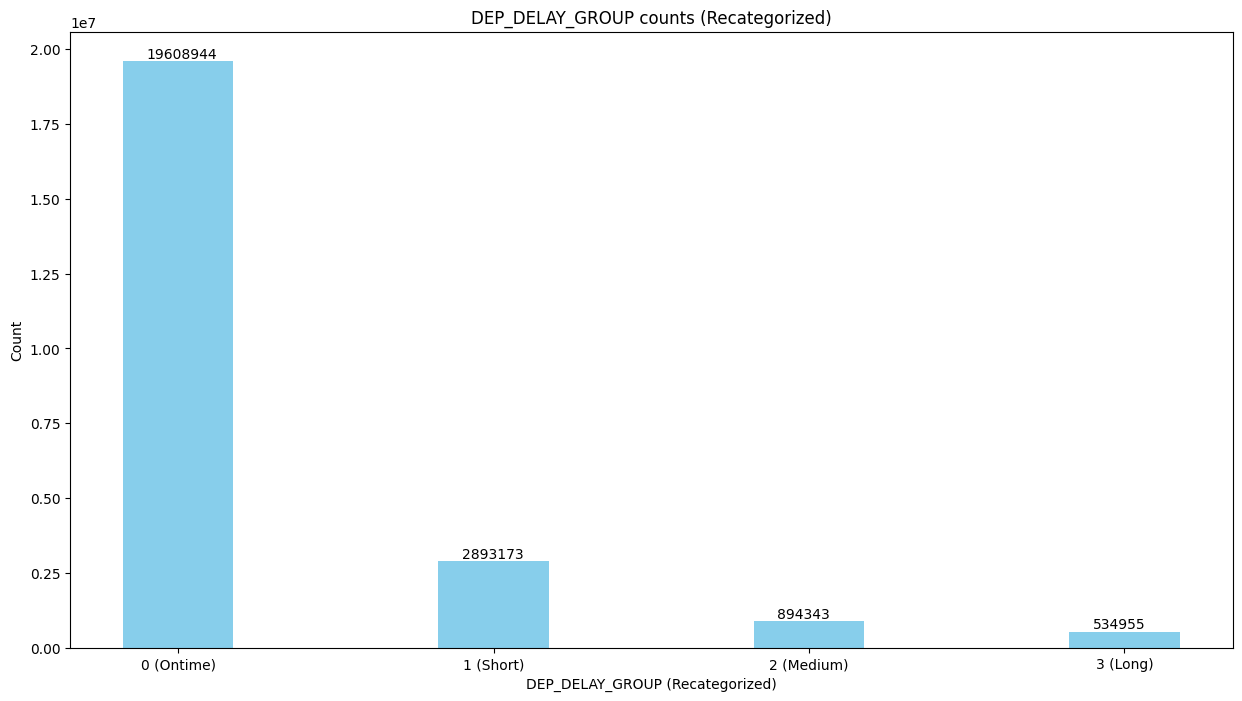 DEP_DELAY_GROUP counts (Recategorized)
1e7
2.00
1.75
1.50
1.25
1.00
0.75
0.50
0.25
0.00
Count
19608944
2893173
894343
534955
0 (Ontime)
1 (Short)
2 (Medium)
3 (Long)
DEP_DELAY_GROUP (Recategorized)